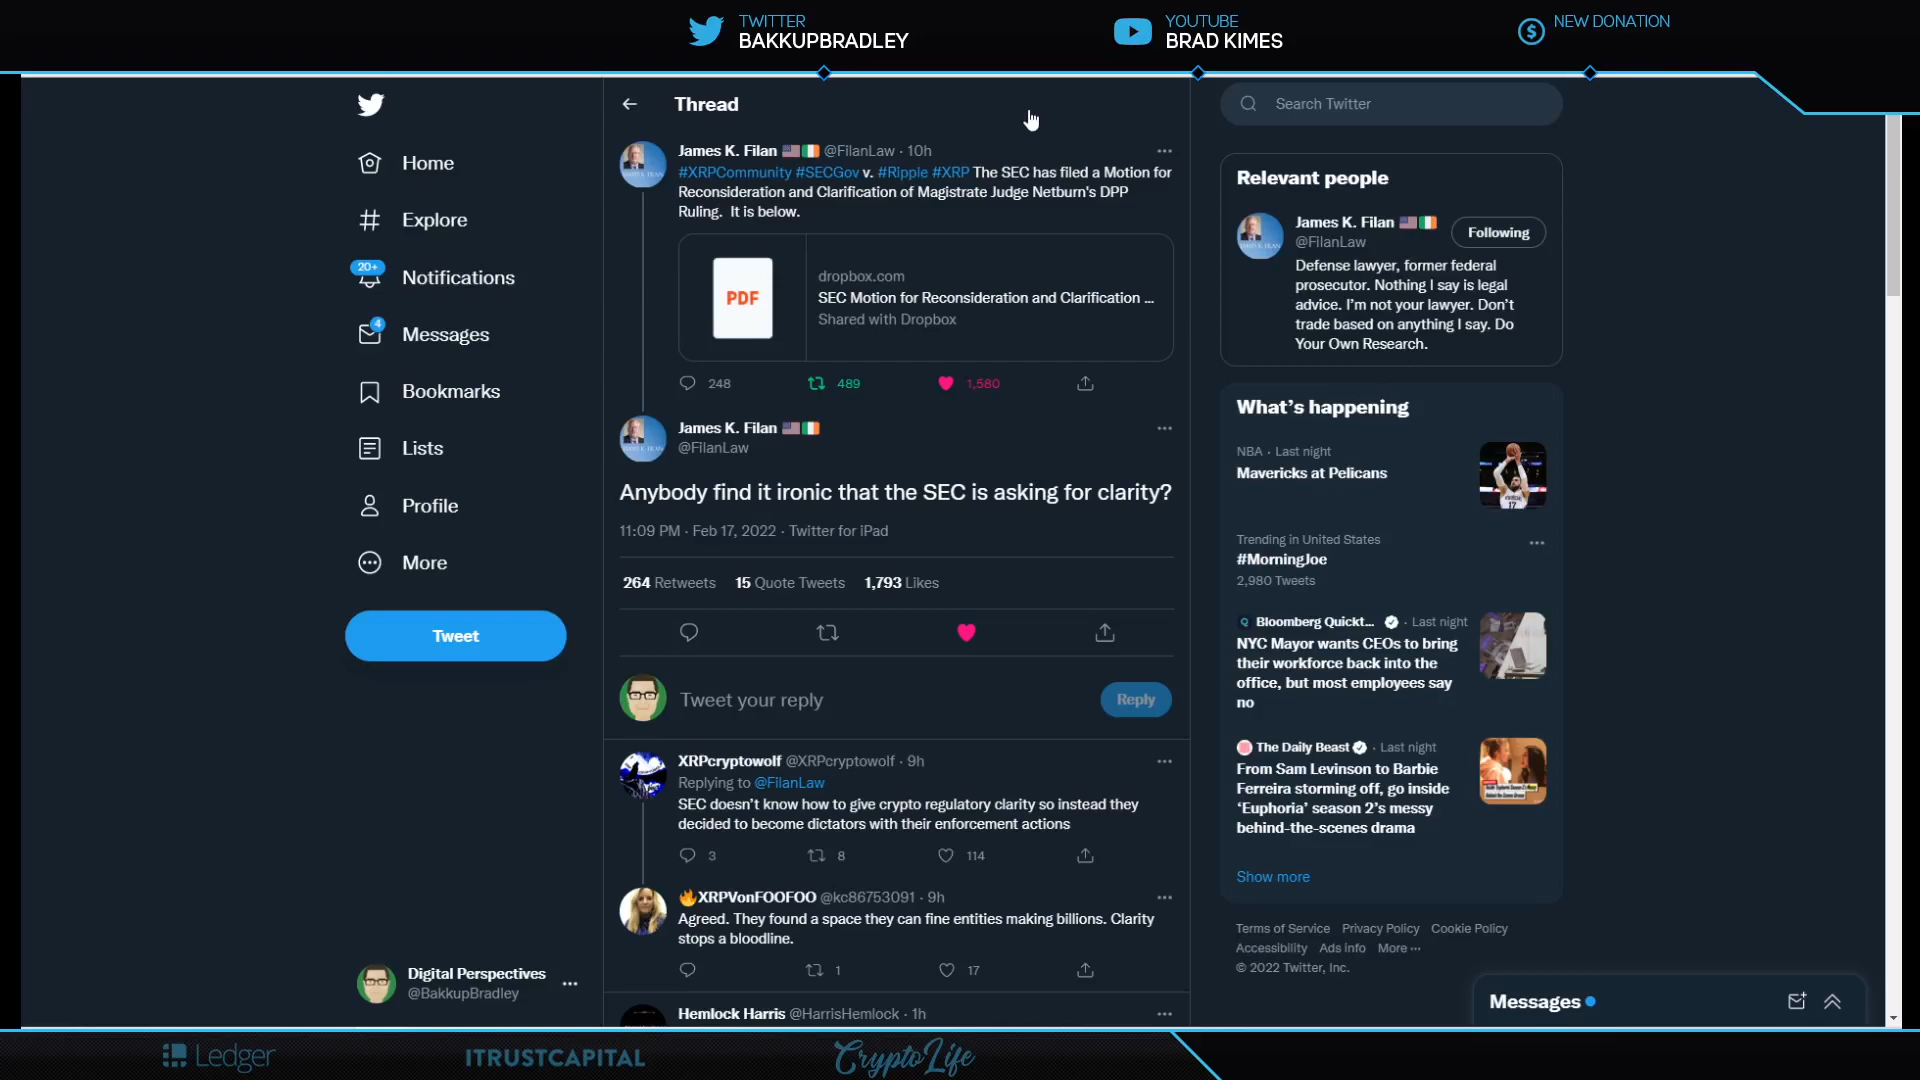 TWITTER
BAKKUPBRADLEY
YOUTUBE
BRAD KIMES
NEW DONATION
Home
Explore
20+
Notifications
4
Messages
Bookmarks
Lists
Profile
More
Tweet
Digital Perspectives
@BakkupBradley
Thread
James K. Filan 🇺🇸🇮🇪 @FilanLaw · 10h
#XRPCommunity #SECGov v. #Ripple #XRP The SEC has filed a Motion for
Reconsideration and Clarification of Magistrate Judge Netburn's DPP
Ruling. It is below.
PDF
dropbox.com
SEC Motion for Reconsideration and Clarification ...
Shared with Dropbox
248 489 1,580
James K. Filan 🇺🇸🇮🇪
@FilanLaw
Anybody find it ironic that the SEC is asking for clarity?
11:09 PM · Feb 17, 2022 · Twitter for iPad
264 Retweets 15 Quote Tweets 1,793 Likes
Tweet your reply
Reply
XRPcryptowolf @XRPcryptowolf · 9h
Replying to @FilanLaw
SEC doesn't know how to give crypto regulatory clarity so instead they
decided to become dictators with their enforcement actions
3 8 114
🔥XRPVonFOOFOO @kc86753091 · 9h
Agreed. They found a space they can fine entities making billions. Clarity
stops a bloodline.
1 17
Hemlock Harris @HarrisHemlock · 1h
Search Twitter
Relevant people
James K. Filan 🇺🇸🇮🇪
@FilanLaw
Following
Defense lawyer, former federal
prosecutor. Nothing I say is legal
advice. I'm not your lawyer. Don't
trade based on anything I say. Do
Your Own Research.
What's happening
NBA · Last night
Mavericks at Pelicans
Trending in United States
#MorningJoe
2,980 Tweets
Bloomberg Quickt... · Last night
NYC Mayor wants CEOs to bring
their workforce back into the
office, but most employees say
no
The Daily Beast · Last night
From Sam Levinson to Barbie
Ferreira storming off, go inside
'Euphoria' season 2's messy
behind-the-scenes drama
Show more
Terms of Service Privacy Policy Cookie Policy
Accessibility Ads info More ···
© 2022 Twitter, Inc.
Messages
Ledger
ITRUSTCAPITAL
CryptoLife